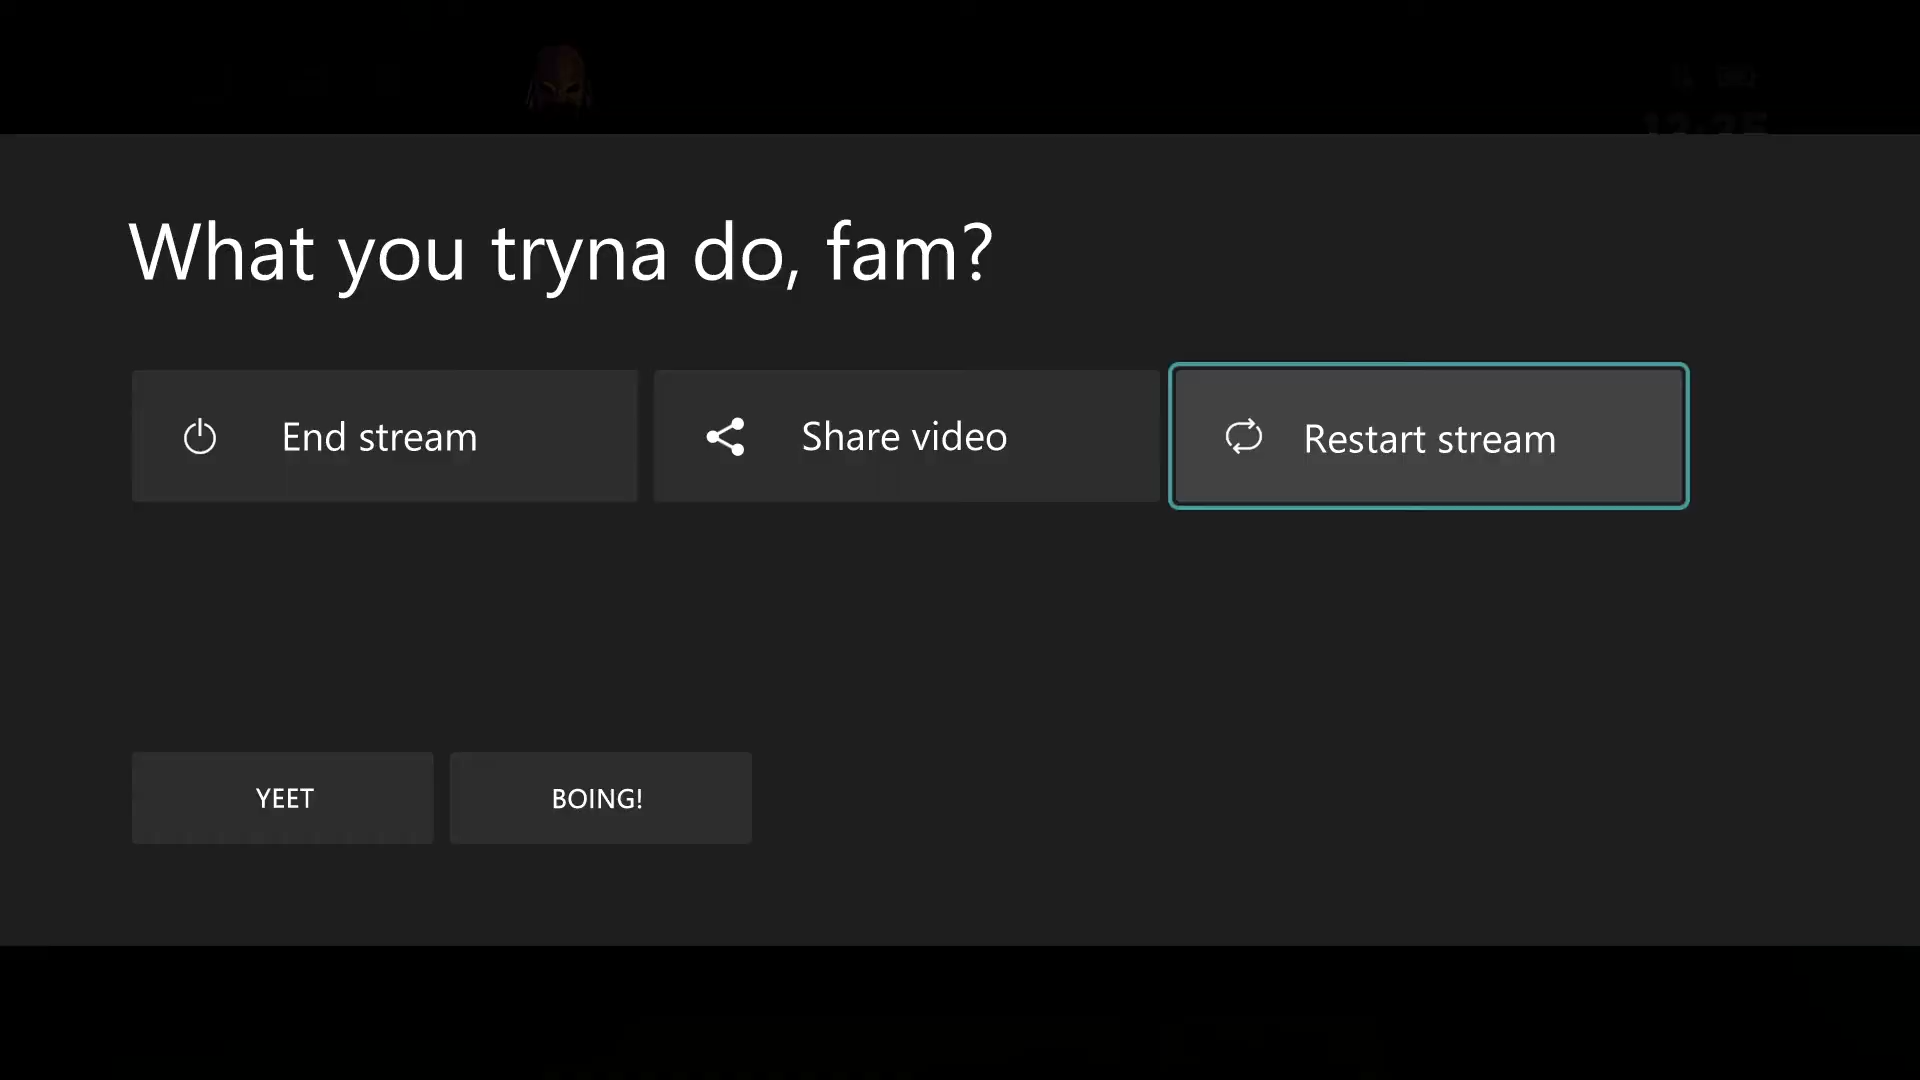 What you tryna do, fam?
End stream
Share video
Restart stream
YEET
BOING!